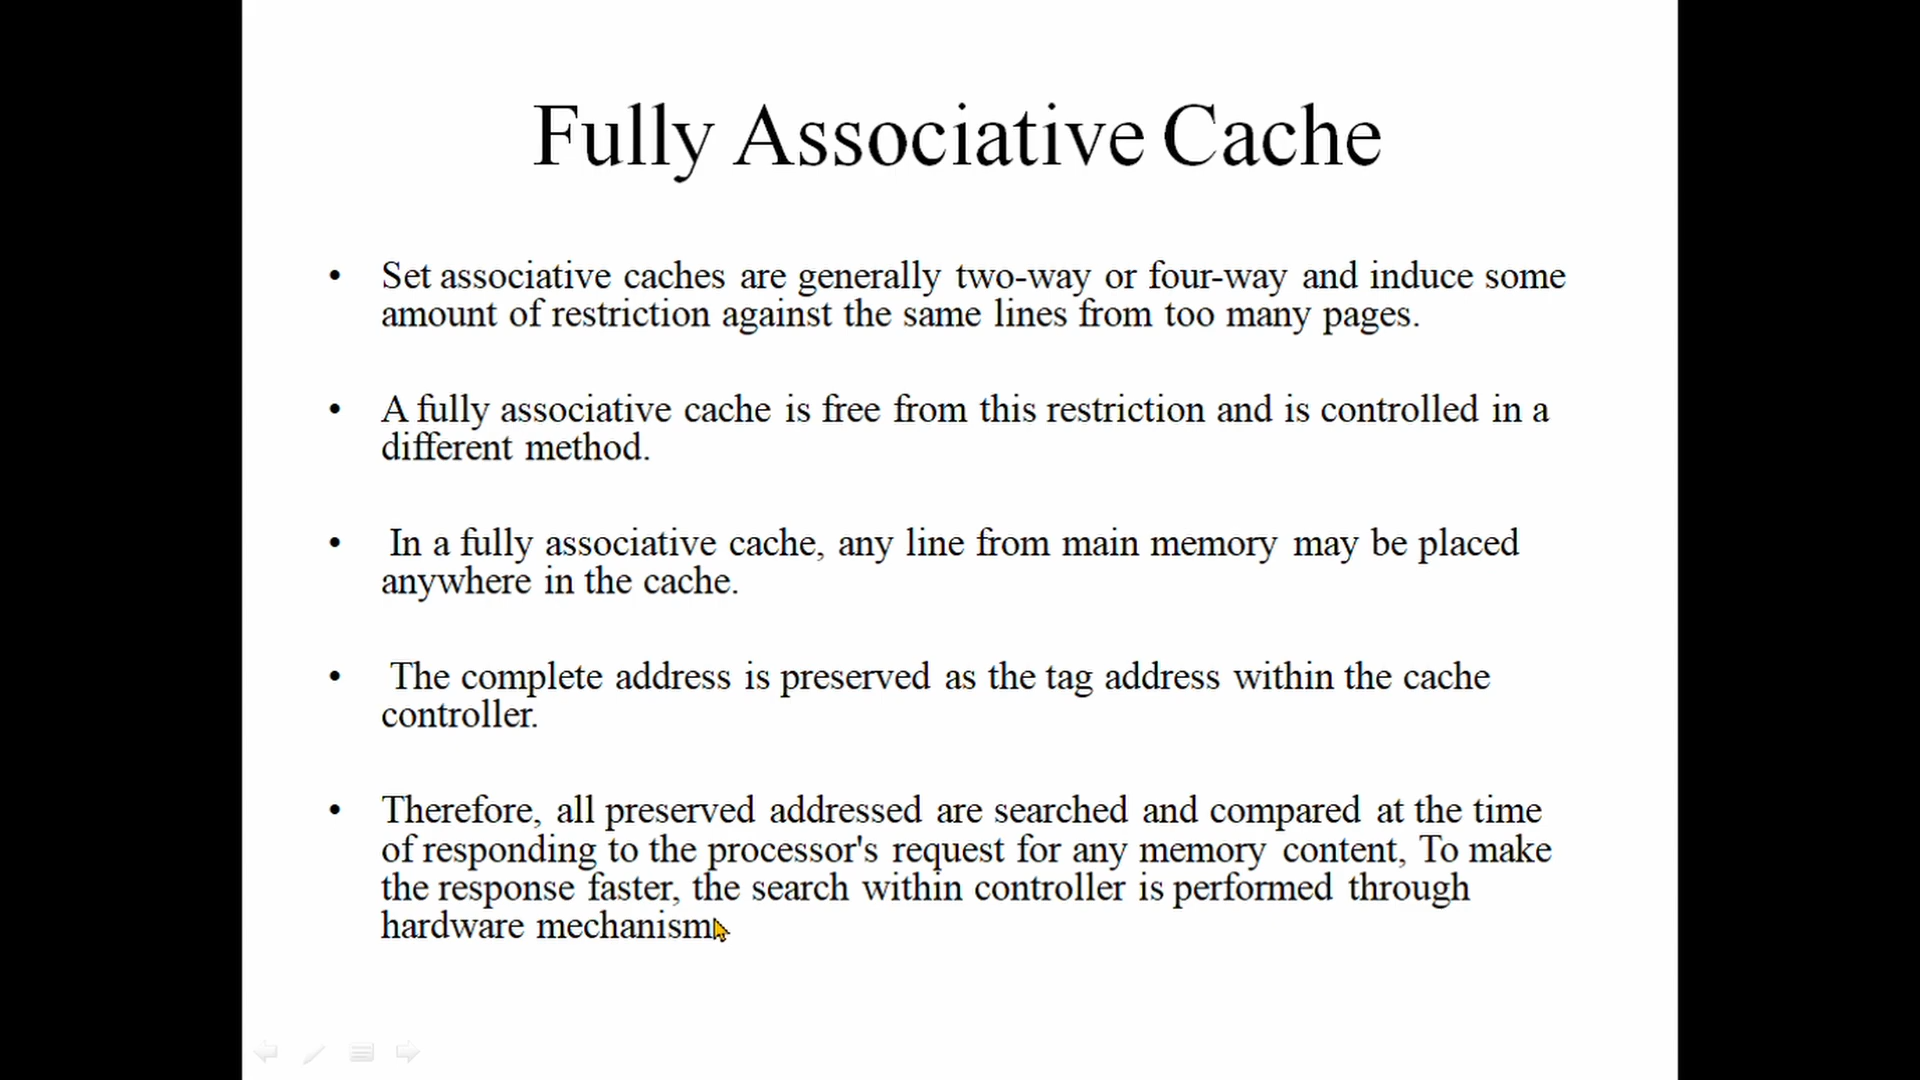 Fully Associative Cache
• Set associative caches are generally two-way or four-way and induce some
amount of restriction against the same lines from too many pages.
• A fully associative cache is free from this restriction and is controlled in a
different method.
• In a fully associative cache, any line from main memory may be placed
anywhere in the cache.
• The complete address is preserved as the tag address within the cache
controller.
• Therefore, all preserved addressed are searched and compared at the time
of responding to the processor's request for any memory content, To make
the response faster, the search within controller is performed through
hardware mechanism